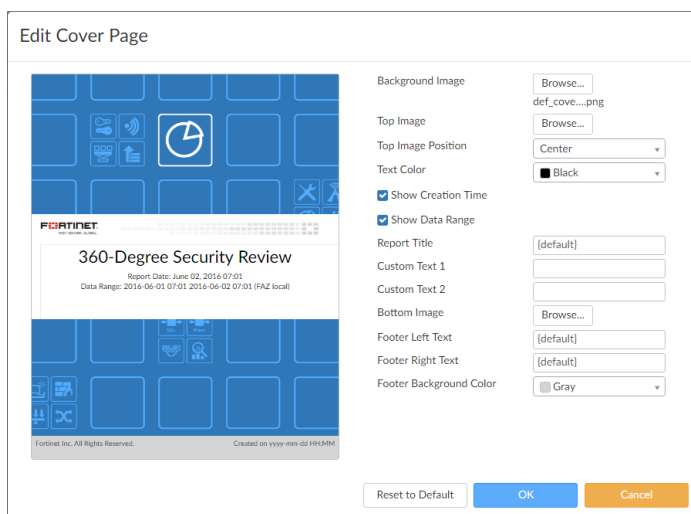 Edit Cover Page
FORTINET
360-Degree Security Review
Report Date: June 02, 2016 07:01
Data Range: 2016-06-01 07:01 2016-06-02 07:01 (FAZ local)
Fortinet Inc. All Rights Reserved. Created on yyyy-mm-dd HH:MM
Background Image Browse...
def_cove....png
Top Image Browse...
Top Image Position Center
Text Color Black
Show Creation Time
Show Data Range
Report Title {default}
Custom Text 1
Custom Text 2
Bottom Image Browse...
Footer Left Text {default}
Footer Right Text {default}
Footer Background Color Gray
Reset to Default OK Cancel